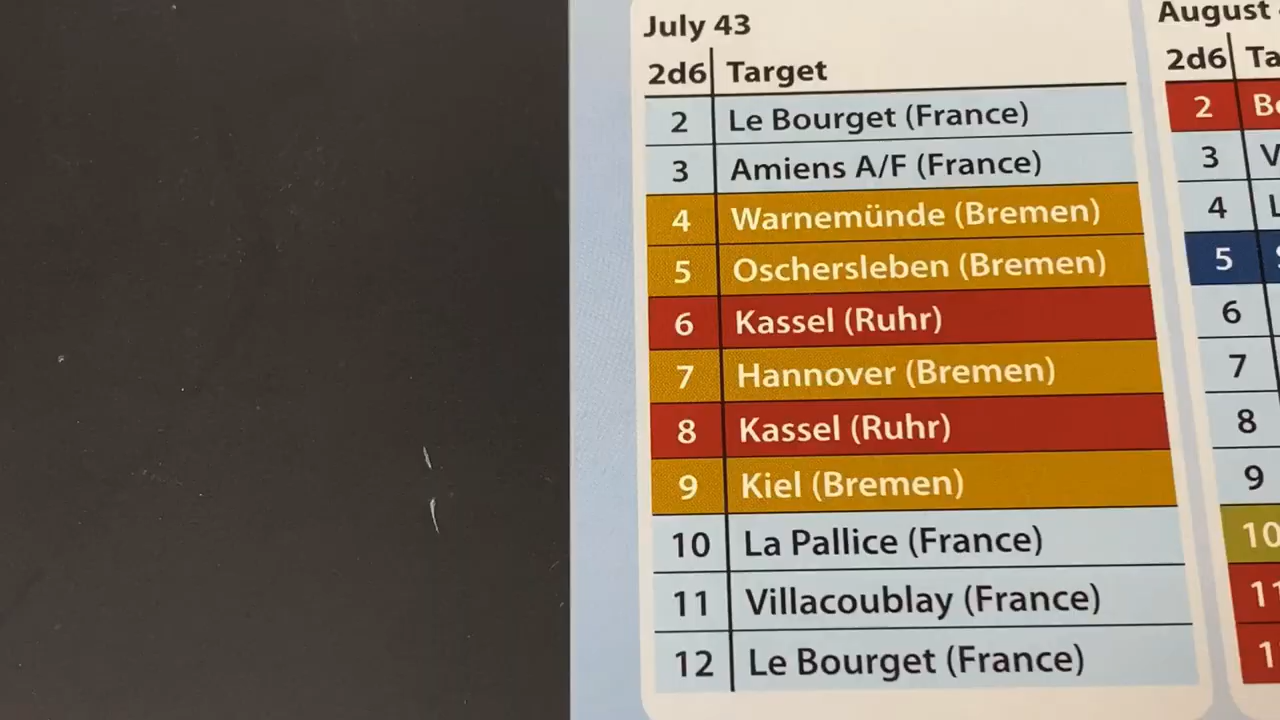 July 43
2d6 Target
2 Le Bourget (France)
3 Amiens A/F (France)
4 Warnemünde (Bremen)
5 Oschersleben (Bremen)
6 Kassel (Ruhr)
7 Hannover (Bremen)
8 Kassel (Ruhr)
9 Kiel (Bremen)
10 La Pallice (France)
11 Villacoublay (France)
12 Le Bourget (France)
August
2d6
2
3
4
5
6
7
8
9
10
11